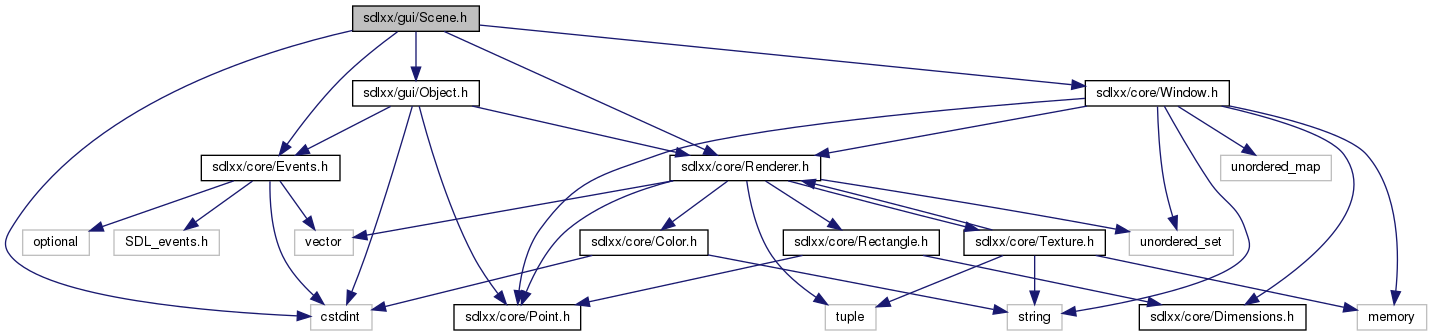 sdlxx/gui/Scene.h
sdlxx/gui/Object.h
sdlxx/core/Window.h
sdlxx/core/Events.h
sdlxx/core/Renderer.h
unordered_map
optional
SDL_events.h
vector
sdlxx/core/Color.h
sdlxx/core/Rectangle.h
sdlxx/core/Texture.h
unordered_set
cstdint
sdlxx/core/Point.h
tuple
string
sdlxx/core/Dimensions.h
memory